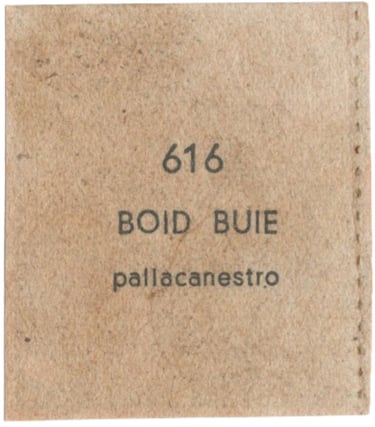 616
BOID BUIE
pallacanestro